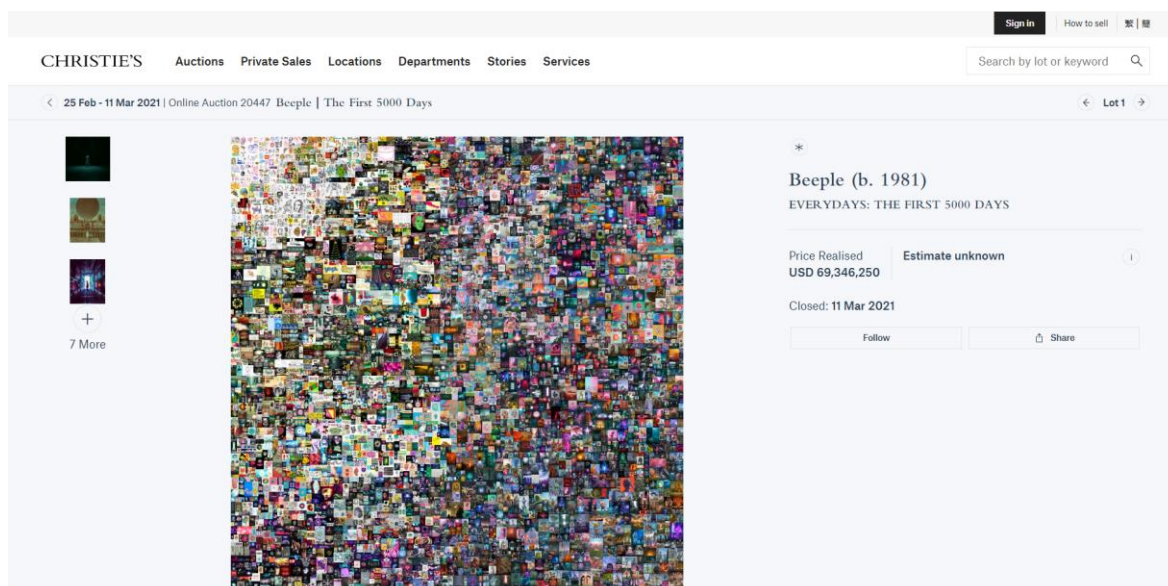 Sign in How to sell 繁 | 簡
CHRISTIE'S Auctions Private Sales Locations Departments Stories Services Search by lot or keyword
25 Feb - 11 Mar 2021 | Online Auction 20447 Beeple | The First 5000 Days Lot 1
Beeple (b. 1981)
EVERYDAYS: THE FIRST 5000 DAYS
Price Realised Estimate unknown
USD 69,346,250
Closed: 11 Mar 2021
Follow Share
7 More